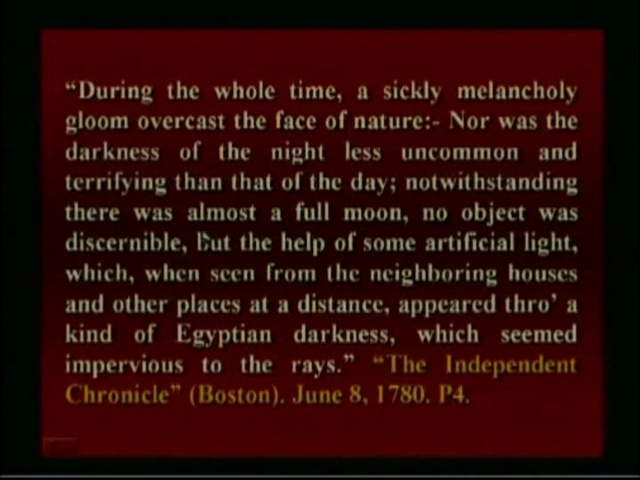 “During the whole time, a sickly melancholy
gloom overcast the face of nature:- Nor was the
darkness of the night less uncommon and
terrifying than that of the day; notwithstanding
there was almost a full moon, no object was
discernible, but the help of some artificial light,
which, when seen from the neighboring houses
and other places at a distance, appeared thro’ a
kind of Egyptian darkness, which seemed
impervious to the rays.” “The Independent
Chronicle” (Boston). June 8, 1780. P4.